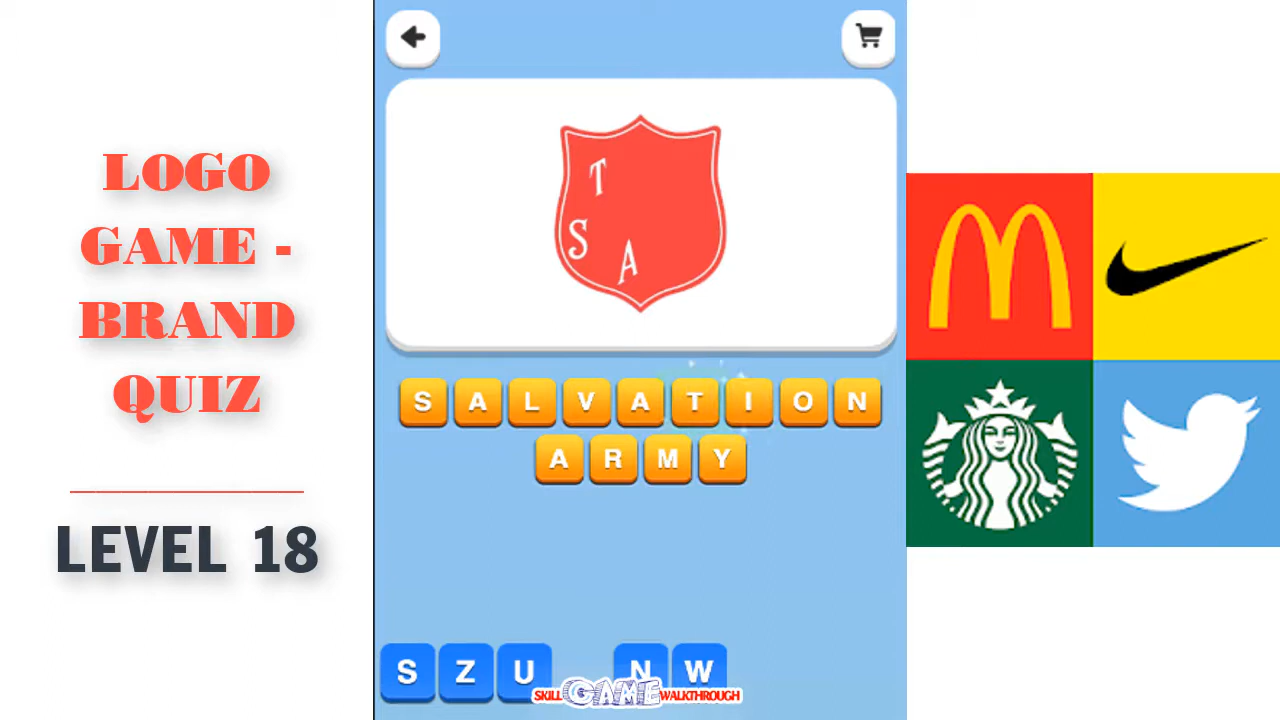 LOGO
GAME -
BRAND
QUIZ
LEVEL 18
T
S
A
SALVATION
ARMY
S Z U N W
SKILL GAME WALKTHROUGH